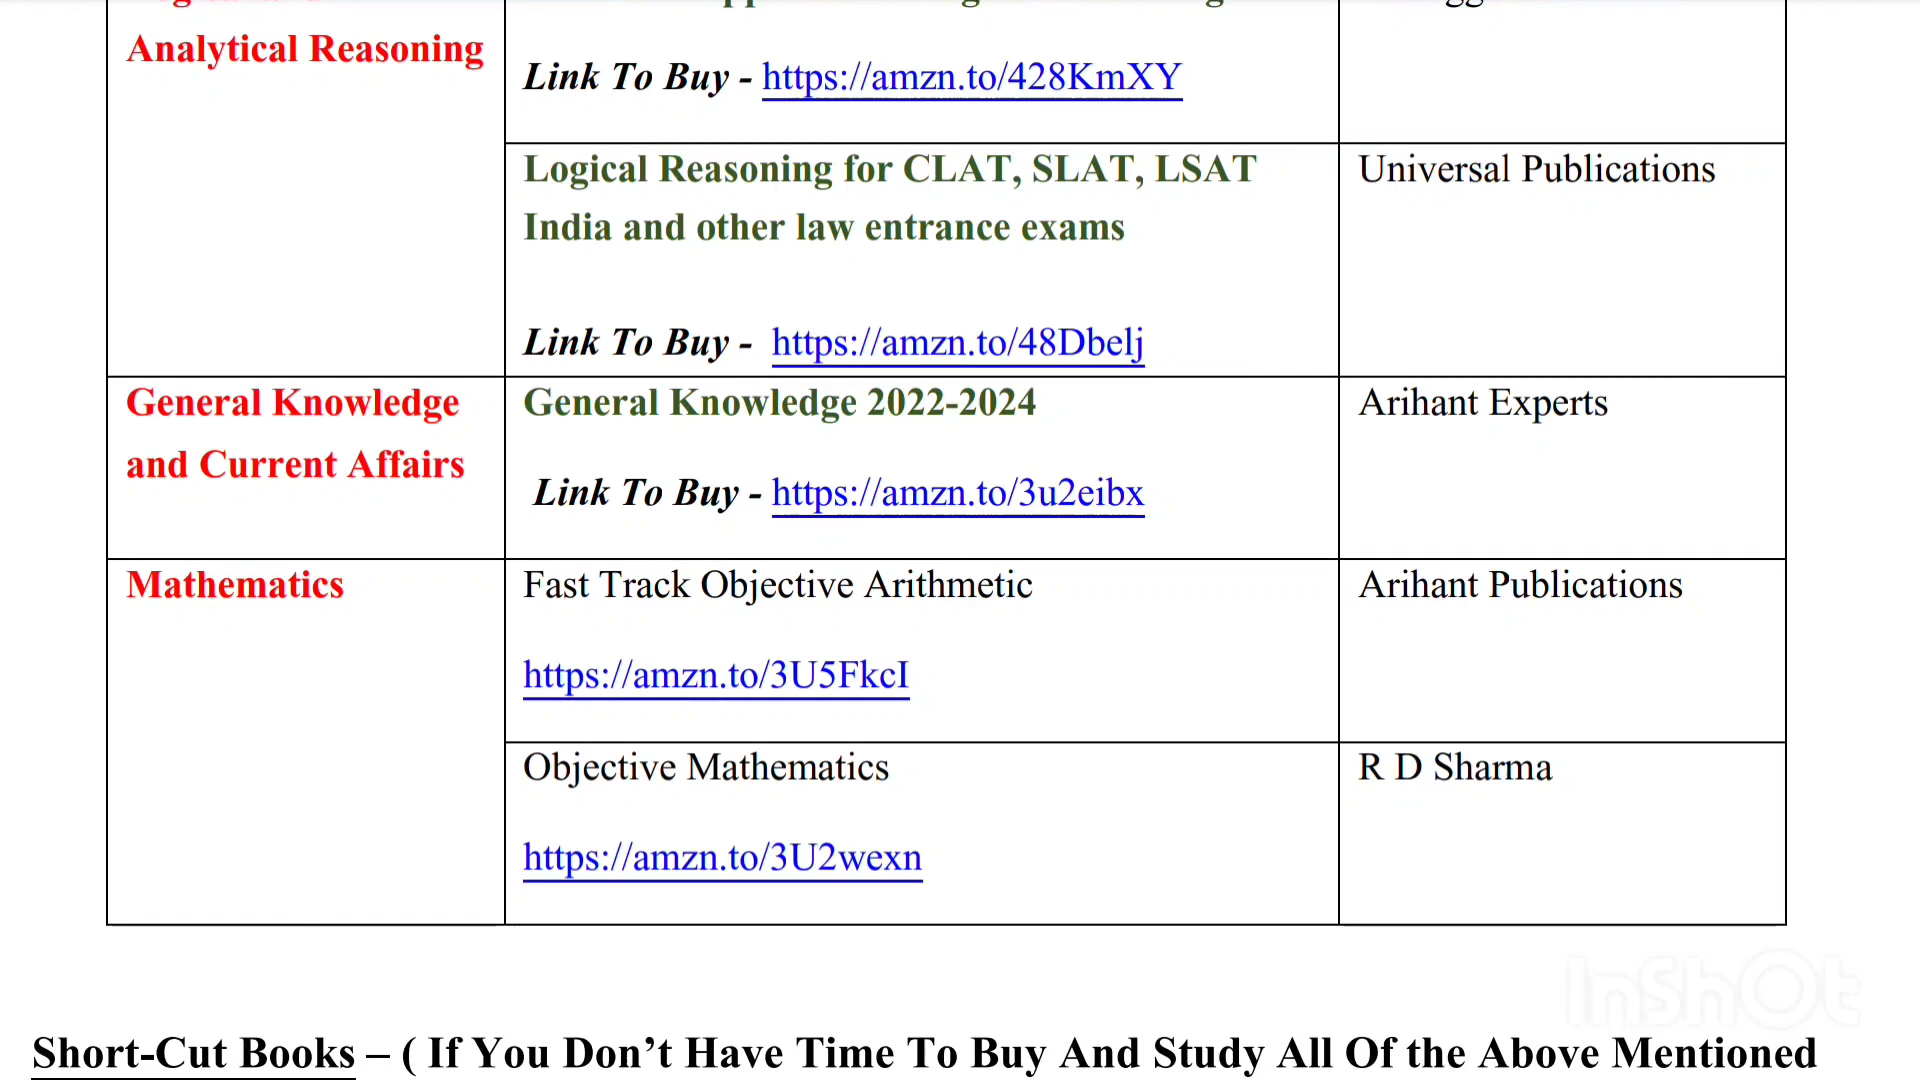 Analytical Reasoning
Link To Buy - https://amzn.to/428KmXY
Logical Reasoning for CLAT, SLAT, LSAT
India and other law entrance exams
Universal Publications
Link To Buy - https://amzn.to/48Dbelj
General Knowledge
and Current Affairs
General Knowledge 2022-2024
Arihant Experts
Link To Buy - https://amzn.to/3u2eibx
Mathematics
Fast Track Objective Arithmetic
Arihant Publications
https://amzn.to/3U5FkcI
Objective Mathematics
R D Sharma
https://amzn.to/3U2wexn
InShOt
Short-Cut Books – ( If You Don’t Have Time To Buy And Study All Of the Above Mentioned